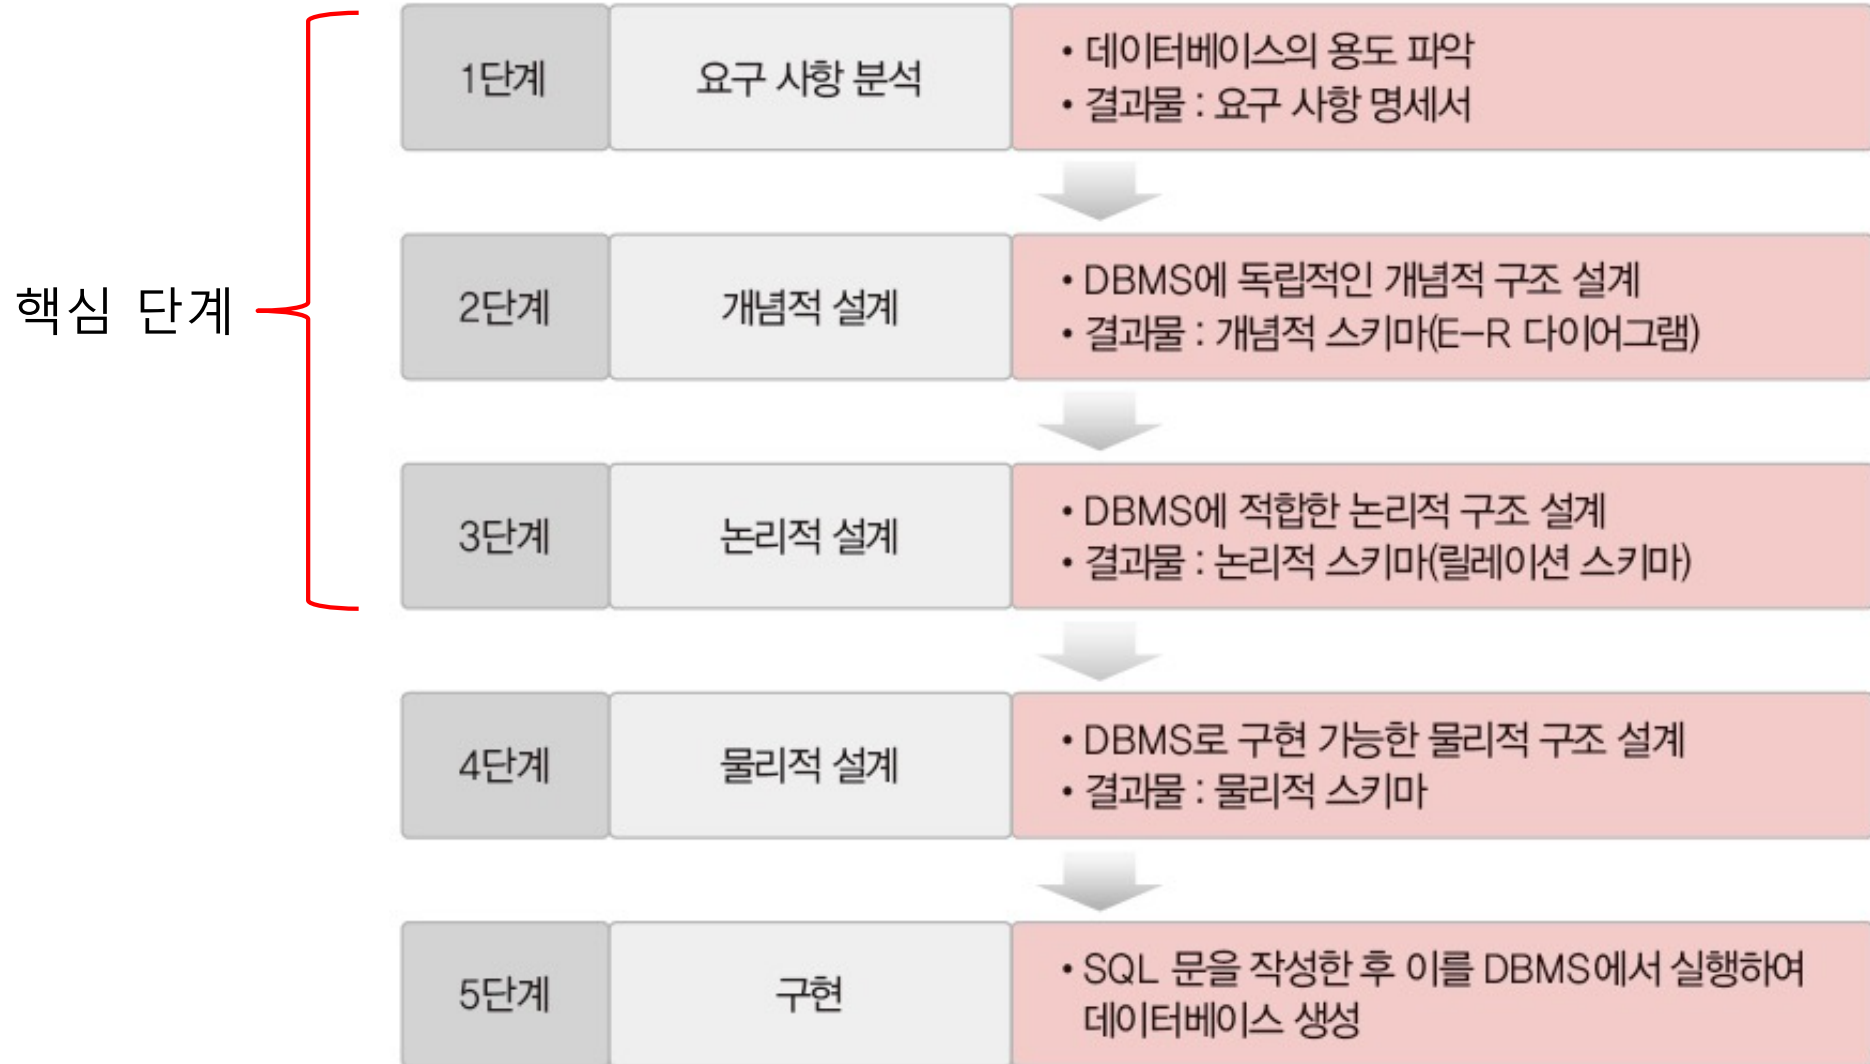 핵심 단계
1단계
요구 사항 분석
• 데이터베이스의 용도 파악
• 결과물 : 요구 사항 명세서
2단계
개념적 설계
• DBMS에 독립적인 개념적 구조 설계
• 결과물 : 개념적 스키마(E-R 다이어그램)
3단계
논리적 설계
• DBMS에 적합한 논리적 구조 설계
• 결과물 : 논리적 스키마(릴레이션 스키마)
4단계
물리적 설계
• DBMS로 구현 가능한 물리적 구조 설계
• 결과물 : 물리적 스키마
5단계
구현
• SQL 문을 작성한 후 이를 DBMS에서 실행하여
데이터베이스 생성